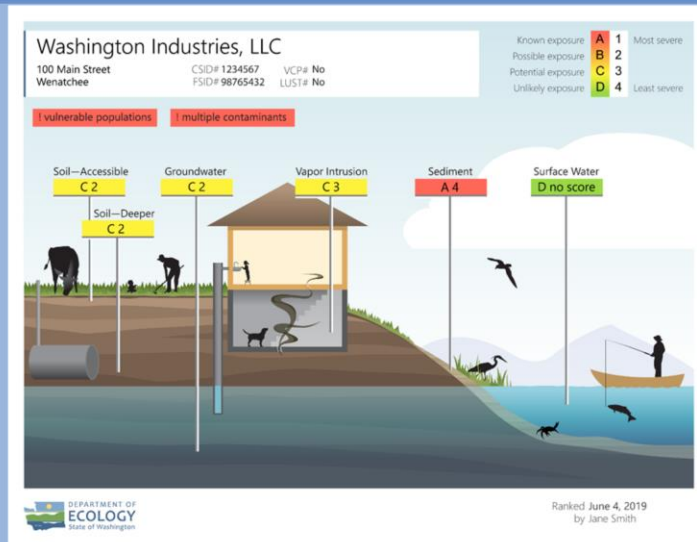 Washington Industries, LLC
100 Main Street
Wenatchee
CSID# 1234567
FSID# 98765432
VCP# No
LUST# No
Known exposure A 1 Most severe
Possible exposure B 2
Potential exposure C 3
Unlikely exposure D 4 Least severe
! vulnerable populations
! multiple contaminants
Soil—Accessible
C 2
Soil—Deeper
C 2
Groundwater
C 2
Vapor Intrusion
C 3
Sediment
A 4
Surface Water
D no score
DEPARTMENT OF
ECOLOGY
State of Washington
Ranked June 4, 2019
by Jane Smith